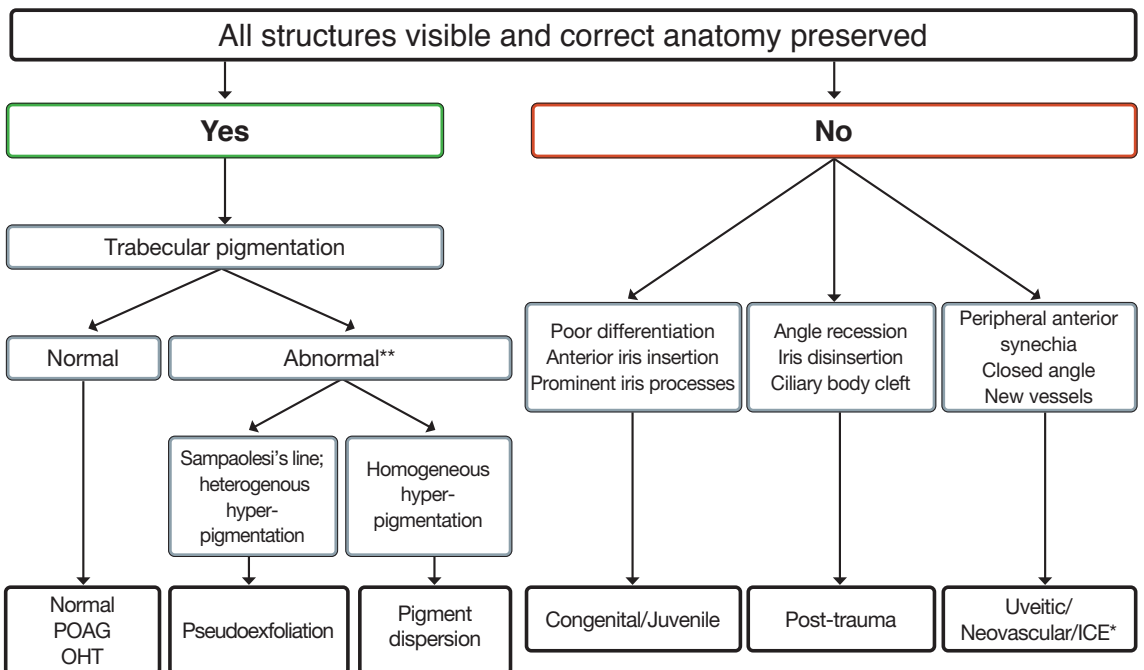 All structures visible and correct anatomy preserved
Yes
No
Trabecular pigmentation
Normal
Abnormal**
Poor differentiation
Anterior iris insertion
Prominent iris processes
Angle recession
Iris disinsertion
Ciliary body cleft
Peripheral anterior
synechia
Closed angle
New vessels
Sampaolesi's line;
heterogenous
hyper-
pigmentation
Homogeneous
hyper-
pigmentation
Normal
POAG
OHT
Pseudoexfoliation
Pigment
dispersion
Congenital/Juvenile
Post-trauma
Uveitic/
Neovascular/ICE*